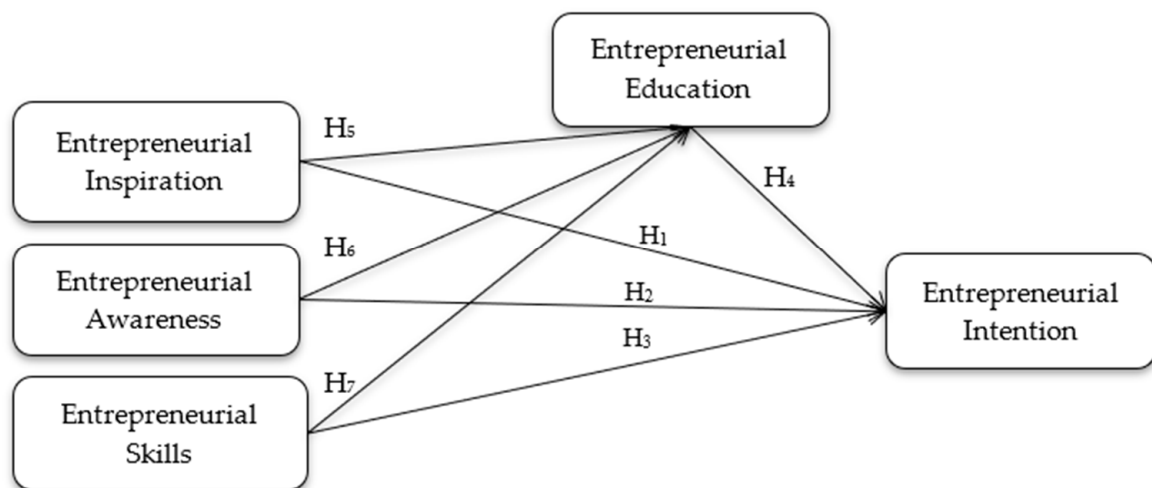 Entrepreneurial
Education
Entrepreneurial
Inspiration
H₅
H₄
Entrepreneurial
Awareness
H₆
H₁
H₂
Entrepreneurial
Intention
H₃
Entrepreneurial
Skills
H₇